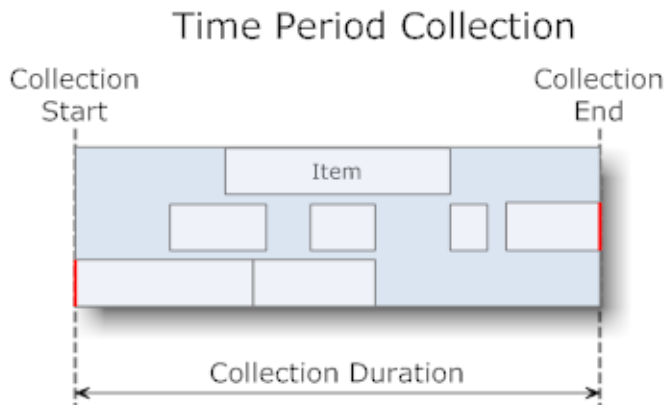 Time Period Collection
Collection
Start
Collection
End
Item
Collection Duration